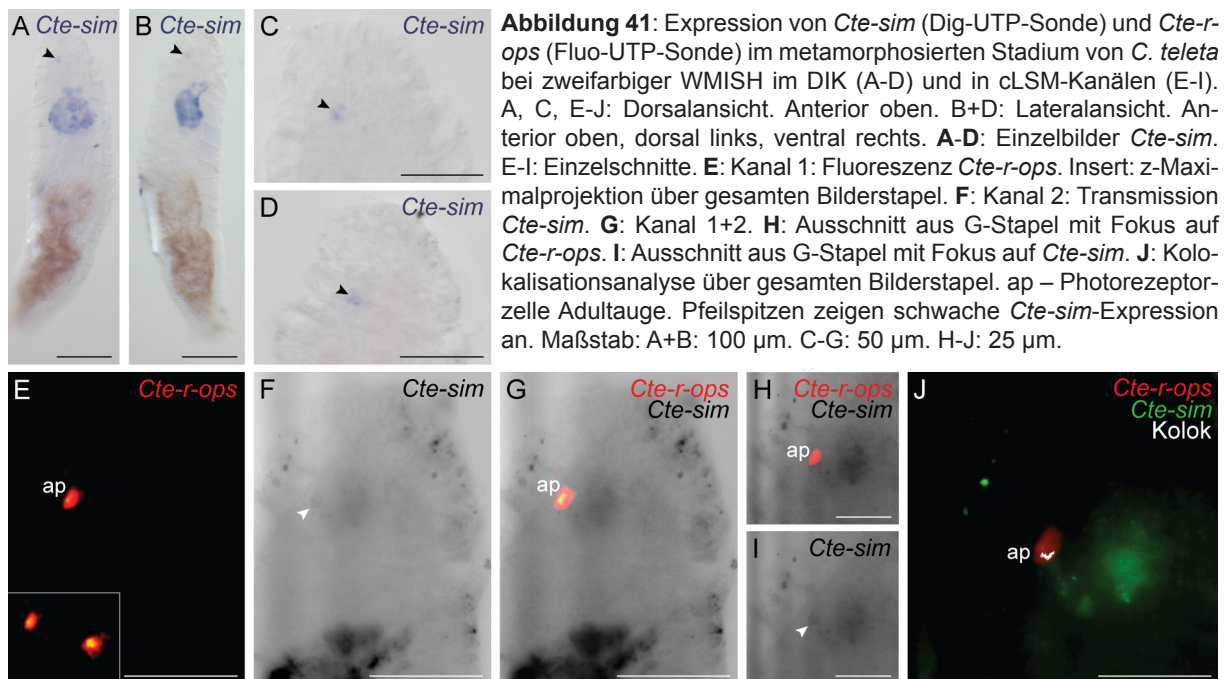 A Cte-sim
B Cte-sim
C Cte-sim
D Cte-sim
Abbildung 41: Expression von Cte-sim (Dig-UTP-Sonde) und Cte-r-
ops (Fluo-UTP-Sonde) im metamorphosierten Stadium von C. teleta
bei zweifarbiger WMISH im DIK (A-D) und in cLSM-Kanälen (E-I).
A, C, E-J: Dorsalansicht. Anterior oben. B+D: Lateralansicht. An-
terior oben, dorsal links, ventral rechts. A-D: Einzelbilder Cte-sim.
E-I: Einzelschnitte. E: Kanal 1: Fluoreszenz Cte-r-ops. Insert: z-Maxi-
malprojektion über gesamten Bilderstapel. F: Kanal 2: Transmission
Cte-sim. G: Kanal 1+2. H: Ausschnitt aus G-Stapel mit Fokus auf
Cte-r-ops. I: Ausschnitt aus G-Stapel mit Fokus auf Cte-sim. J: Kolo-
kalisationsanalyse über gesamten Bilderstapel. ap – Photorezeptor-
zelle Adultauge. Pfeilspitzen zeigen schwache Cte-sim-Expression
an. Maßstab: A+B: 100 µm. C-G: 50 µm. H-J: 25 µm.
E Cte-r-ops
ap
F Cte-sim
G Cte-r-ops
Cte-sim
ap
H Cte-r-ops
Cte-sim
ap
I Cte-sim
J Cte-r-ops
Cte-sim
Kolok
ap